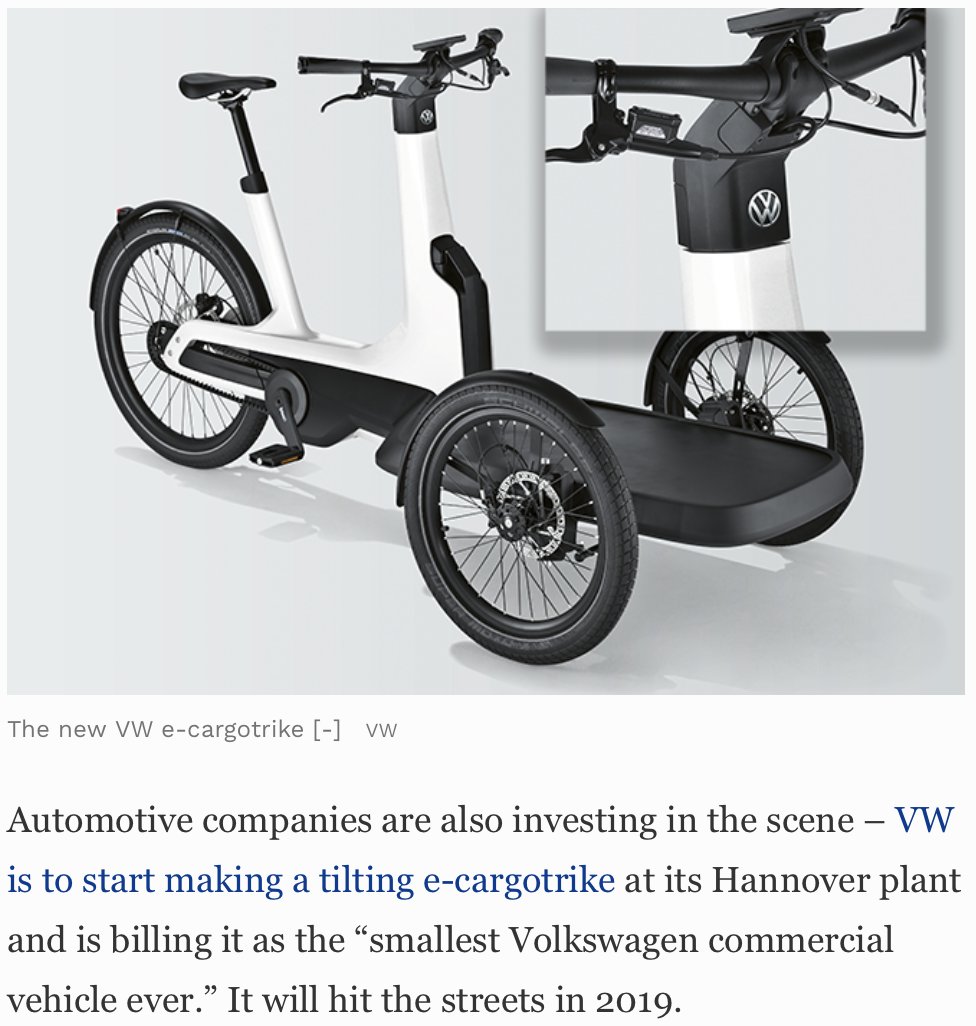 The new VW e-cargotrike [-] VW
Automotive companies are also investing in the scene – VW
is to start making a tilting e-cargotrike at its Hannover plant
and is billing it as the “smallest Volkswagen commercial
vehicle ever.” It will hit the streets in 2019.